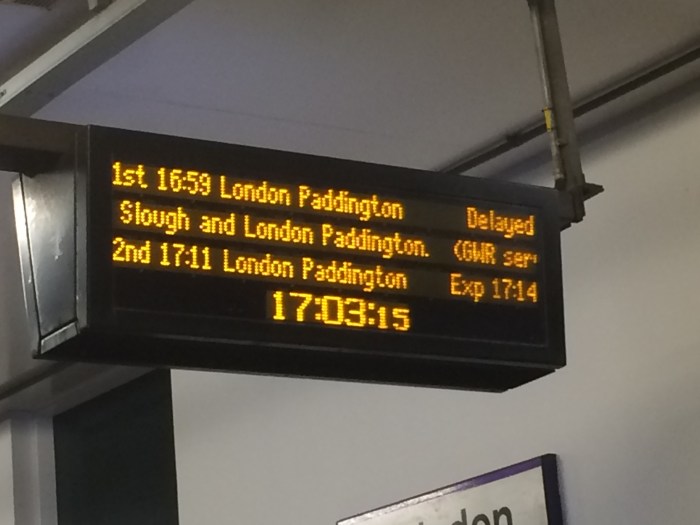 1st 16:59 London Paddington Delayed
Slough and London Paddington. (GWR ser
2nd 17:11 London Paddington Exp 17:14
17:03:15